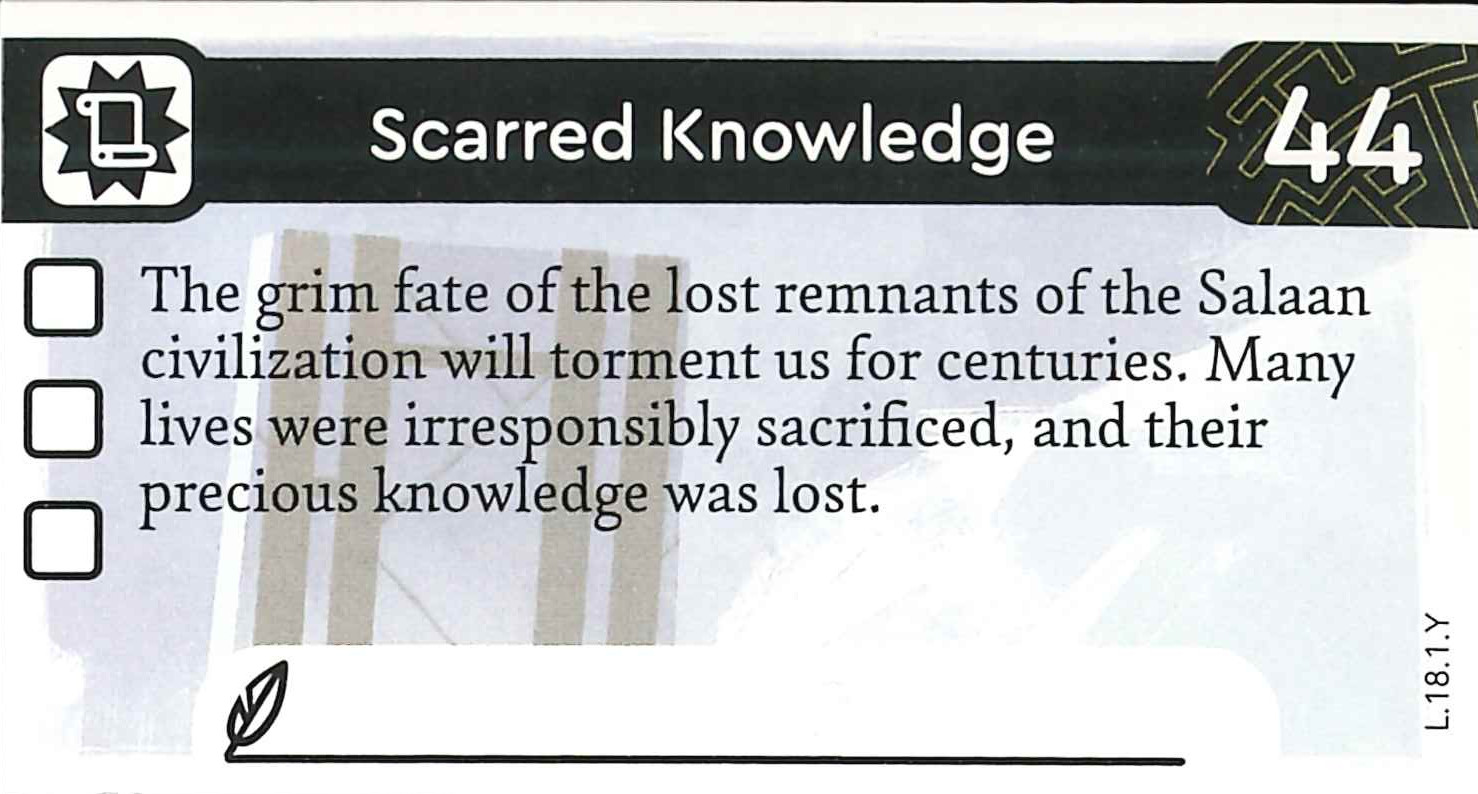 Scarred Knowledge
44
The grim fate of the lost remnants of the Salaan
civilization will torment us for centuries. Many
lives were irresponsibly sacrificed, and their
precious knowledge was lost.
L.18.1.Y